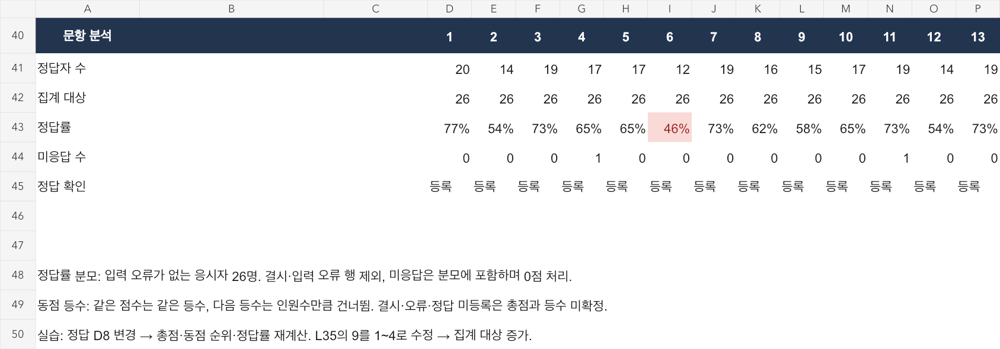 A B C D E F G H I J K L M N O P
40 문항 분석 1 2 3 4 5 6 7 8 9 10 11 12 13
41 정답자 수 20 14 19 17 17 12 19 16 15 17 19 14 19
42 집계 대상 26 26 26 26 26 26 26 26 26 26 26 26 26
43 정답률 77% 54% 73% 65% 65% 46% 73% 62% 58% 65% 73% 54% 73%
44 미응답 수 0 0 0 1 0 0 0 0 0 0 1 0 0
45 정답 확인 등록 등록 등록 등록 등록 등록 등록 등록 등록 등록 등록 등록 등록
46
47
48 정답률 분모: 입력 오류가 없는 응시자 26명. 결시·입력 오류 행 제외, 미응답은 분모에 포함하며 0점 처리.
49 동점 등수: 같은 점수는 같은 등수, 다음 등수는 인원수만큼 건너뜀. 결시·오류·정답 미등록은 총점과 등수 미확정.
50 실습: 정답 D8 변경 → 총점·동점 순위·정답률 재계산. L35의 9를 1~4로 수정 → 집계 대상 증가.